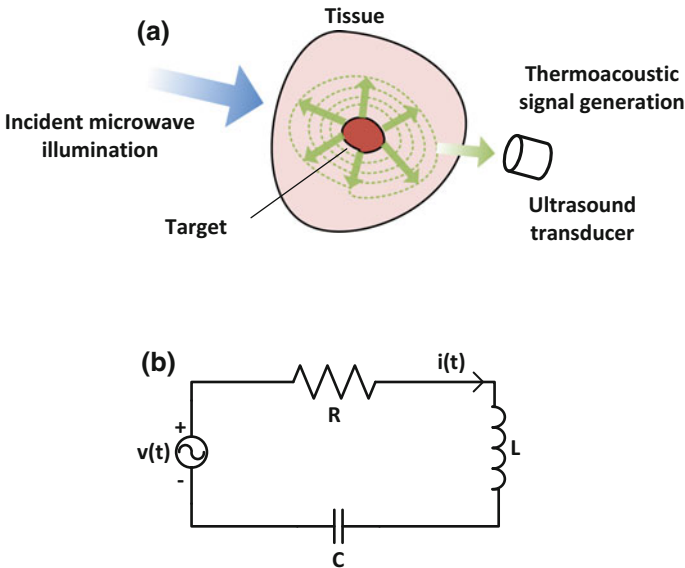 Tissue
(a)
Thermoacoustic
signal generation
Incident microwave
illumination
Target
Ultrasound
transducer
(b)
i(t)
R
+
v(t)
-
L
C